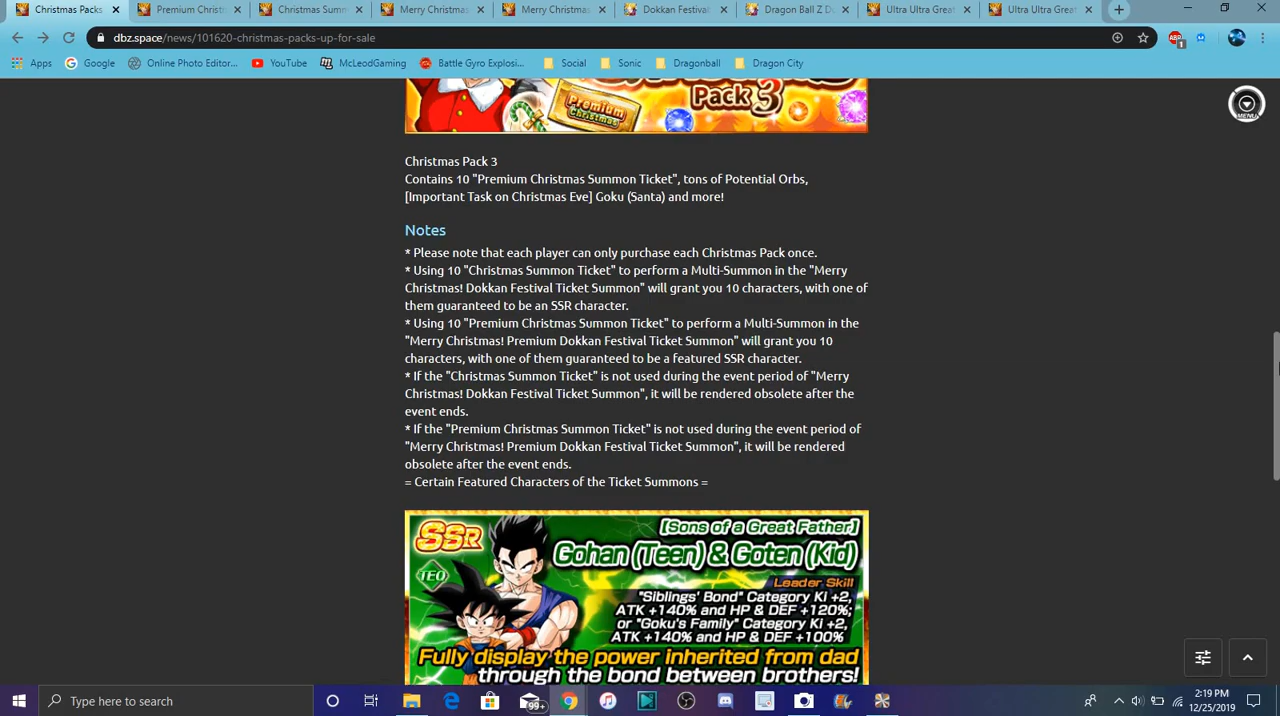 Christmas Packs
Premium Christmas
Christmas Summ
Merry Christmas
Merry Christmas
Dokkan Festival
Dragon Ball Z Do
Ultra Ultra Great
Ultra Ultra Great
dbz.space/news/101620-christmas-packs-up-for-sale
ABP
1
Apps
Google
Online Photo Editor...
YouTube
McLeodGaming
Battle Gyro Explosi...
Social
Sonic
Dragonball
Dragon City
Premium
Christmas
Pack 3
MENU
Christmas Pack 3
Contains 10 "Premium Christmas Summon Ticket", tons of Potential Orbs,
[Important Task on Christmas Eve] Goku (Santa) and more!
Notes
* Please note that each player can only purchase each Christmas Pack once.
* Using 10 "Christmas Summon Ticket" to perform a Multi-Summon in the "Merry
Christmas! Dokkan Festival Ticket Summon" will grant you 10 characters, with one of
them guaranteed to be an SSR character.
* Using 10 "Premium Christmas Summon Ticket" to perform a Multi-Summon in the
"Merry Christmas! Premium Dokkan Festival Ticket Summon" will grant you 10
characters, with one of them guaranteed to be a featured SSR character.
* If the "Christmas Summon Ticket" is not used during the event period of "Merry
Christmas! Dokkan Festival Ticket Summon", it will be rendered obsolete after the
event ends.
* If the "Premium Christmas Summon Ticket" is not used during the event period of
"Merry Christmas! Premium Dokkan Festival Ticket Summon", it will be rendered
obsolete after the event ends.
= Certain Featured Characters of the Ticket Summons =
SSR
[Sons of a Great Father]
Gohan (Teen) & Goten (Kid)
TEQ
Leader Skill
"Siblings' Bond" Category Ki +2,
ATK +140% and HP & DEF +120%;
or "Goku's Family" Category Ki +2,
ATK +140% and HP & DEF +100%
Fully display the power inherited from dad
through the bond between brothers!
Type here to search
99+
2:19 PM
12/25/2019